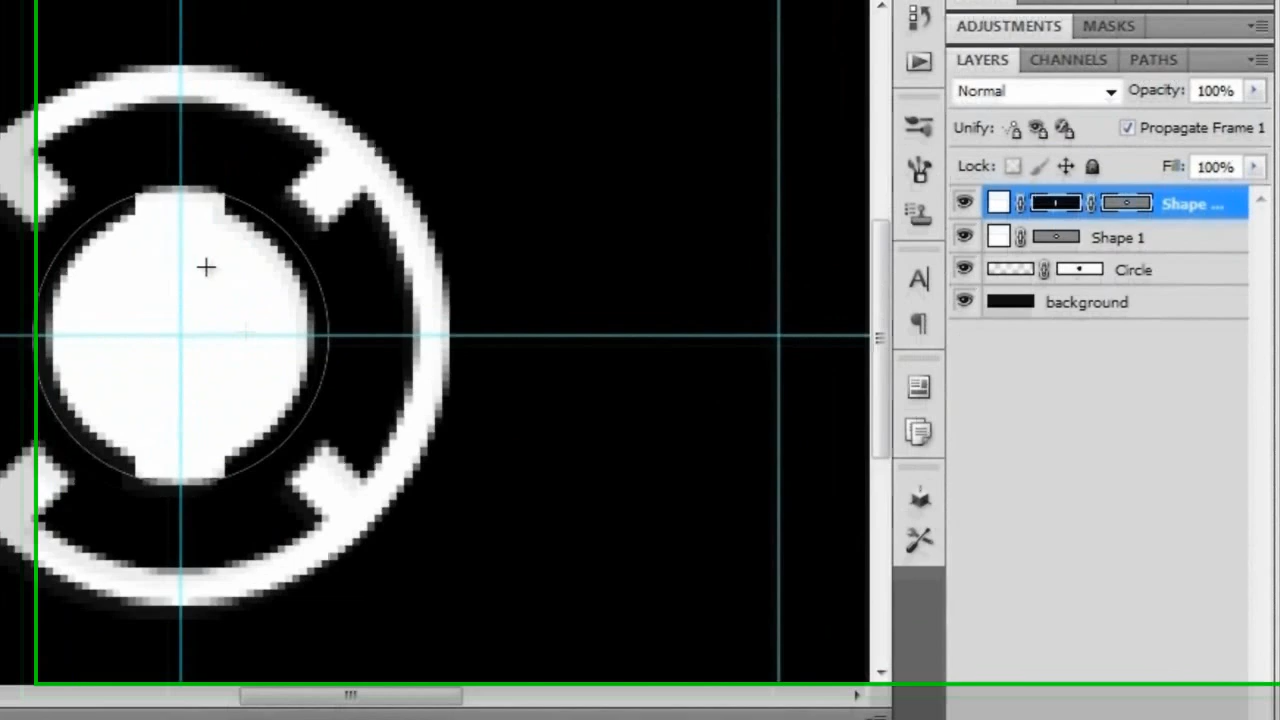 ADJUSTMENTS MASKS
LAYERS CHANNELS PATHS
Normal Opacity: 100%
Unify: Propagate Frame 1
Lock: Fill: 100%
Shape ...
Shape 1
Circle
background